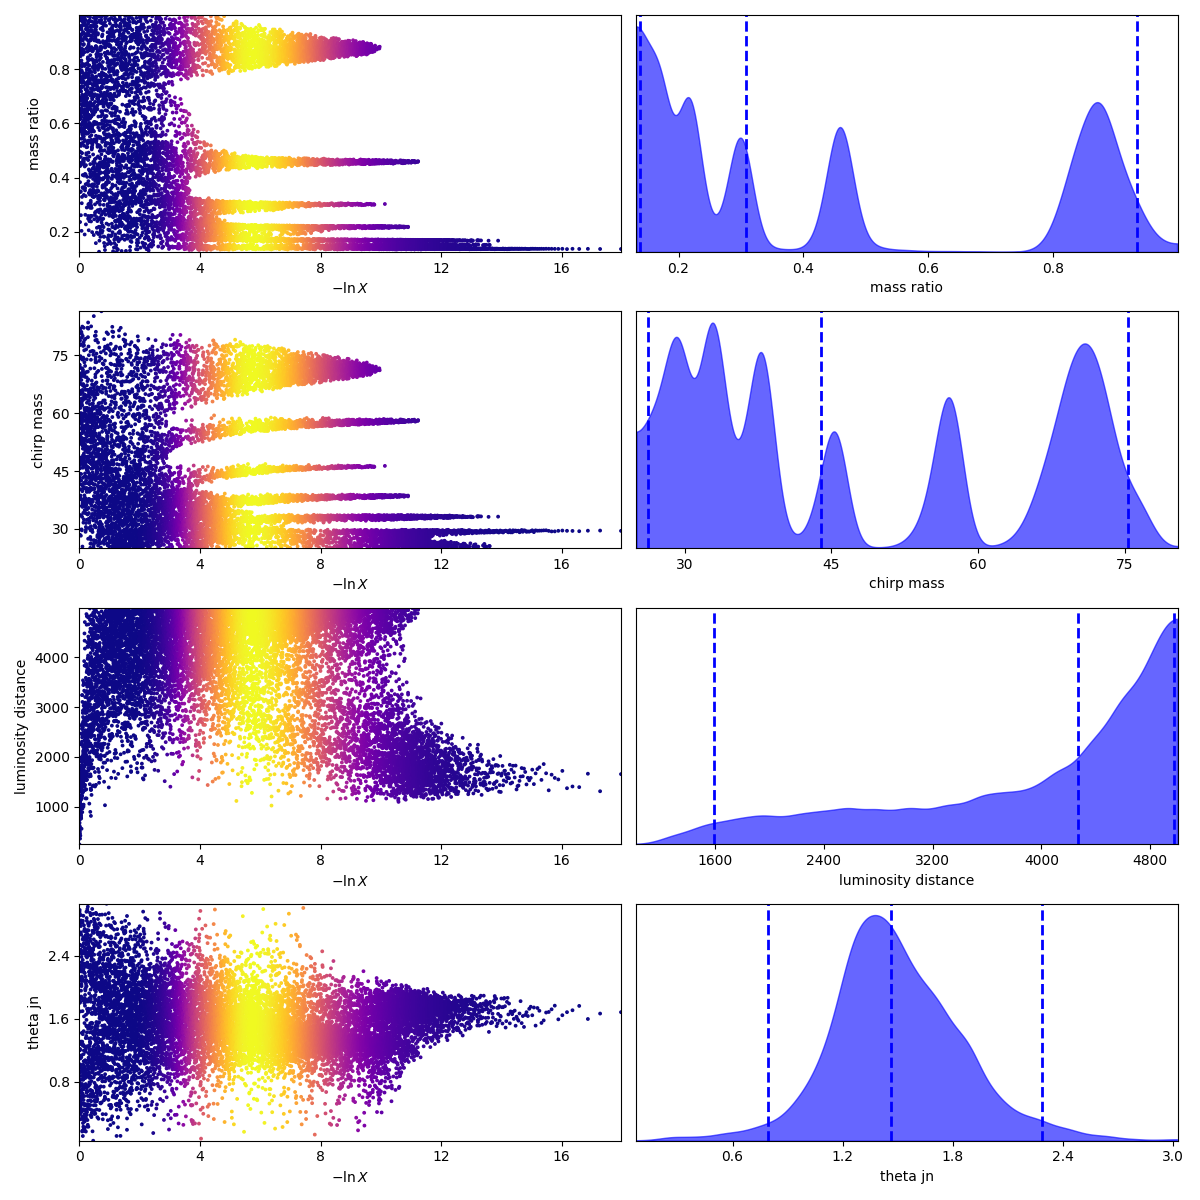 mass ratio
0.8
0.6
0.4
0.2
0 4 8 12 16
−ln X
0.2 0.4 0.6 0.8
mass ratio
chirp mass
75
60
45
30
0 4 8 12 16
−ln X
30 45 60 75
chirp mass
luminosity distance
4000
3000
2000
1000
0 4 8 12 16
−ln X
1600 2400 3200 4000 4800
luminosity distance
theta jn
2.4
1.6
0.8
0 4 8 12 16
−ln X
0.6 1.2 1.8 2.4 3.0
theta jn